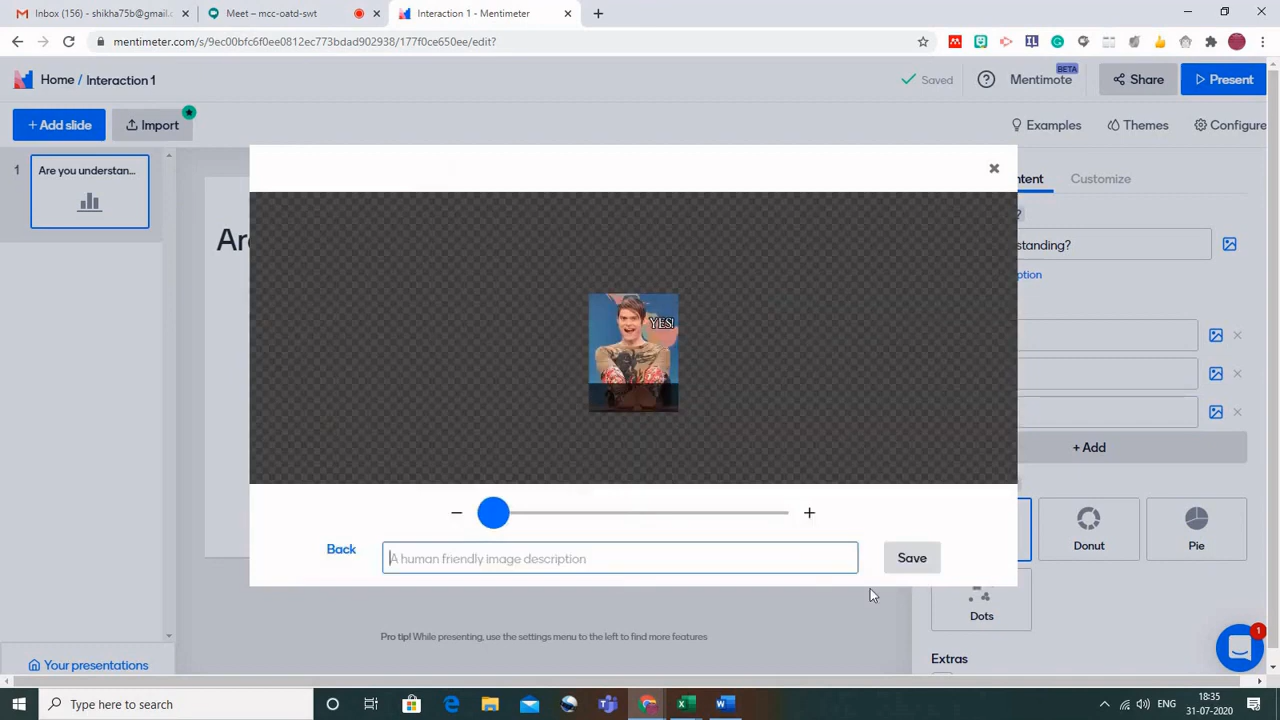 Inbox (156) - shikha75b@gmail.c
Meet – mcc-oatd-swt
Interaction 1 - Mentimeter
mentimeter.com/s/9ec00bfc6f0ee0812ec773bdad902938/177f0ce650ee/edit?
Home / Interaction 1
Saved
Mentimote
BETA
Share
Present
+ Add slide
Import
Examples
Themes
Configure
1
Are you understan...
Ar
ntent
Customize
?
standing?
ption
YES!
+ Add
Donut
Pie
Dots
Back
A human friendly image description
Save
Pro tip! While presenting, use the settings menu to the left to find more features
Extras
1
Your presentations
Type here to search
ENG
18:35
31-07-2020